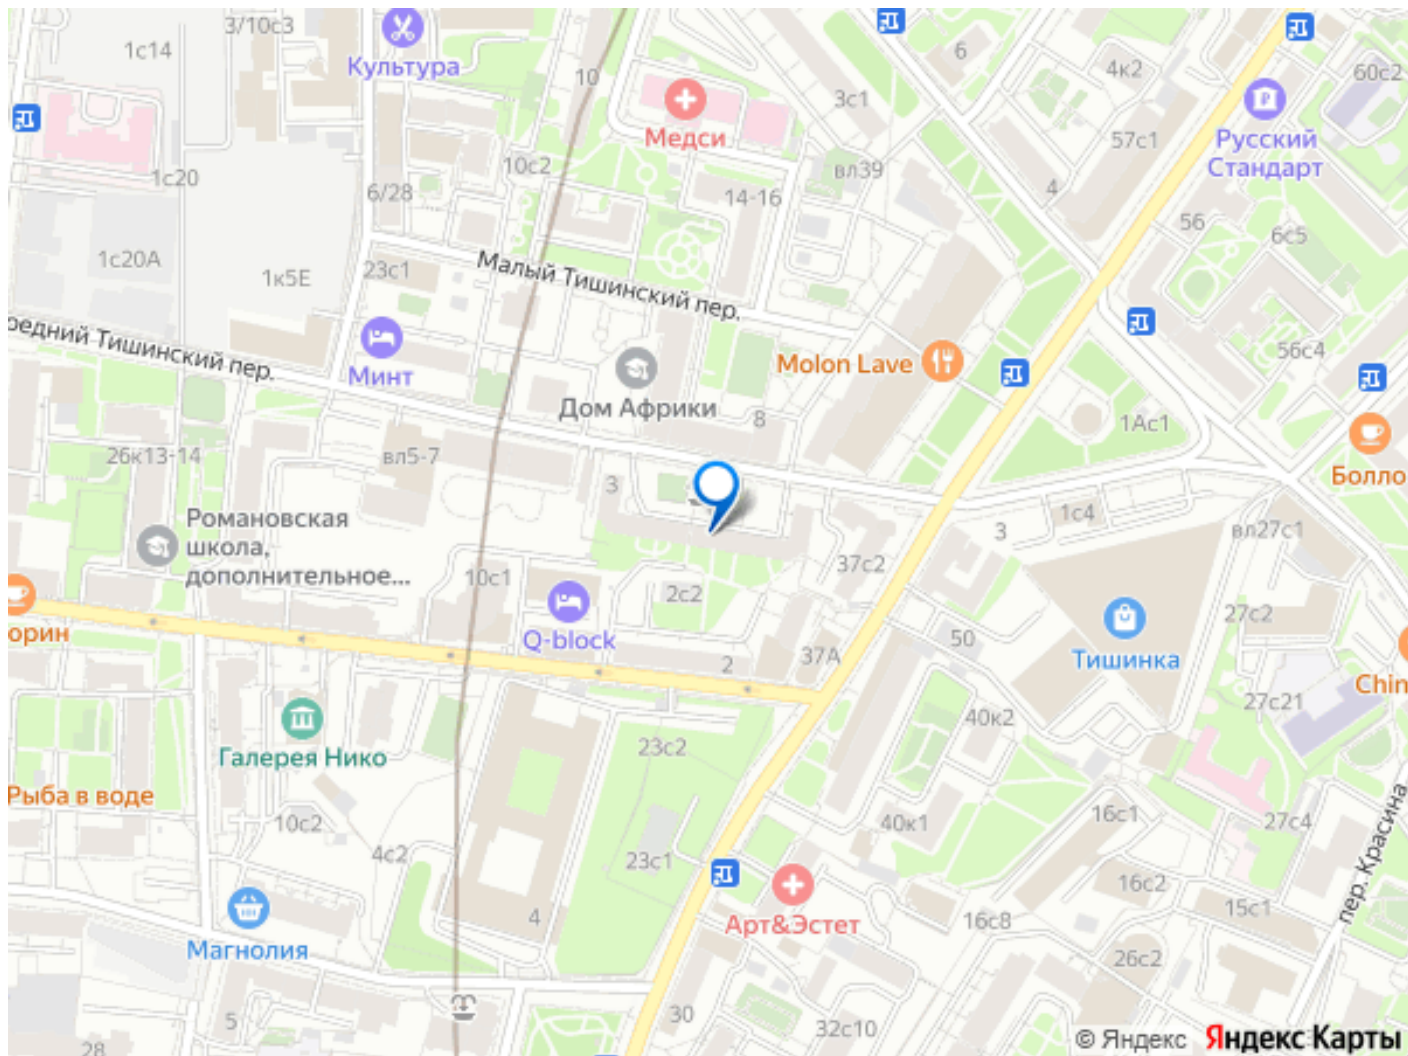 3/10с3
1с14
Культура
10
6
4к2
60с2
3с1
Медси
57с1
Русский
Стандарт
10с2
вл39
1с20
6/28
14-16
4
56
6с5
1с20А
1к5Е
23с1
Малый Тишинский пер.
редний Тишинский пер.
Минт
Дом Африки
Molon Lave
56с4
8
1Ас1
26к13-14
вл5-7
3
Болло
Романовская
школа,
дополнительное...
1с4
3
вл27с1
37с2
10с1
2с2
Q-block
27с2
орин
50
37А
2
Тишинка
Chin
27с21
40к2
Галерея Нико
23с2
Рыба в воде
10с2
40к1
16с1
27с4
пер. Красина
4с2
23с1
16с2
15с1
4
Арт&Эстет
16с8
Магнолия
26с2
5
30
32с10
28
© Яндекс Яндекс Карты